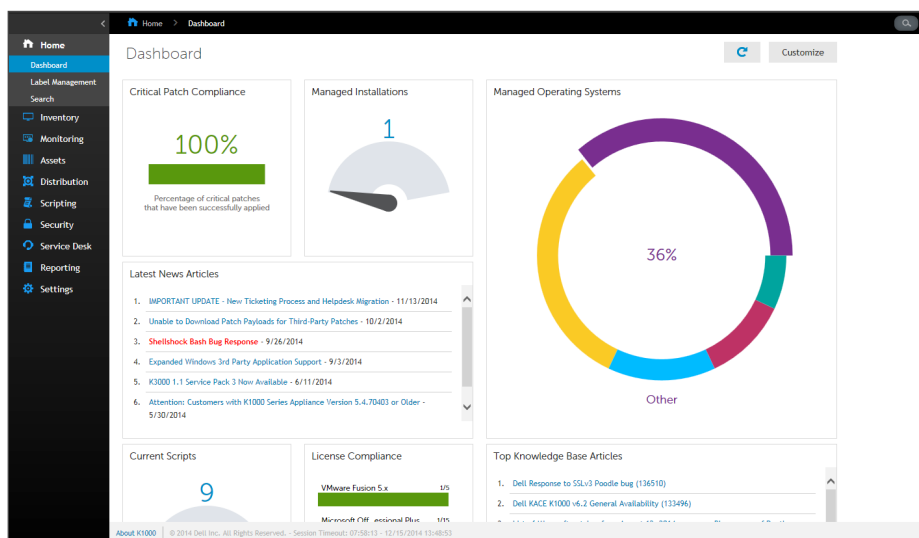 Home > Dashboard
Home
Dashboard
Label Management
Search
Inventory
Monitoring
Assets
Distribution
Scripting
Security
Service Desk
Reporting
Settings
Dashboard
Customize
Critical Patch Compliance
100%
Percentage of critical patches
that have been successfully applied
Managed Installations
1
Managed Operating Systems
36%
Other
Latest News Articles
1. IMPORTANT UPDATE - New Ticketing Process and Helpdesk Migration - 11/13/2014
2. Unable to Download Patch Payloads for Third-Party Patches - 10/2/2014
3. Shellshock Bash Bug Response - 9/26/2014
4. Expanded Windows 3rd Party Application Support - 9/3/2014
5. K3000 1.1 Service Pack 3 Now Available - 6/11/2014
6. Attention: Customers with K1000 Series Appliance Version 5.4.70403 or Older -
5/30/2014
Current Scripts
9
License Compliance
VMware Fusion 5.x 1/5
Microsoft Off...essional Plus 1/15
Top Knowledge Base Articles
1. Dell Response to SSLv3 Poodle bug (136510)
2. Dell KACE K1000 v6.2 General Availability (133496)
About K1000 © 2014 Dell Inc. All Rights Reserved. - Session Timeout: 07:58:13 - 12/15/2014 13:48:53